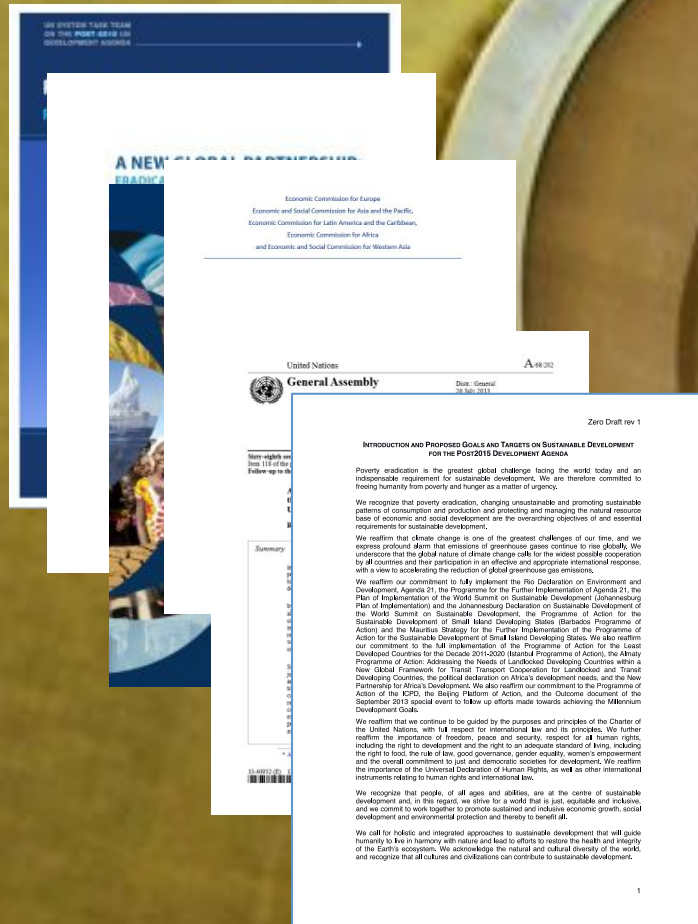 UN SYSTEM TASK TEAM
ON THE POST-2015 UN
DEVELOPMENT AGENDA
A NEW GLOBAL PARTNERSHIP:
Economic Commission for Europe
Economic and Social Commission for Asia and the Pacific,
Economic Commission for Latin America and the Caribbean,
Economic Commission for Africa
and Economic and Social Commission for Western Asia
United Nations A/68/202
General Assembly Distr.: General
26 July 2013
Sixty-eighth
Item 118 of the
Follow-up to
Summary
Zero Draft rev 1
INTRODUCTION AND PROPOSED GOALS AND TARGETS ON SUSTAINABLE DEVELOPMENT
FOR THE POST2015 DEVELOPMENT AGENDA
Poverty eradication is the greatest global challenge facing the world today and an
indispensable requirement for sustainable development. We are therefore committed to
freeing humanity from poverty and hunger as a matter of urgency.
We recognize that poverty eradication, changing unsustainable and promoting sustainable
patterns of consumption and production and protecting and managing the natural resource
base of economic and social development are the overarching objectives of and essential
requirements for sustainable development.
We reaffirm that climate change is one of the greatest challenges of our time, and we
express profound alarm that emissions of greenhouse gases continue to rise globally. We
underscore that the global nature of climate change calls for the widest possible cooperation
by all countries and their participation in an effective and appropriate international response,
with a view to accelerating the reduction of global greenhouse gas emissions.
We reaffirm our commitment to fully implement the Rio Declaration on Environment and
Development, Agenda 21, the Programme for the Further Implementation of Agenda 21, the
Plan of Implementation of the World Summit on Sustainable Development (Johannesburg
Plan of Implementation) and the Johannesburg Declaration on Sustainable Development of
the World Summit on Sustainable Development, the Programme of Action for the
Sustainable Development of Small Island Developing States (Barbados Programme of
Action) and the Mauritius Strategy for the Further Implementation of the Programme of
Action for the Sustainable Development of Small Island Developing States. We also reaffirm
our commitment to the full implementation of the Programme of Action for the Least
Developed Countries for the Decade 2011-2020 (Istanbul Programme of Action), the Almaty
Programme of Action: Addressing the Needs of Landlocked Developing Countries within a
New Global Framework for Transit Transport Cooperation for Landlocked and Transit
Developing Countries, the political declaration on Africa's development needs, and the New
Partnership for Africa's Development. We also reaffirm our commitment to the Programme of
Action of the ICPD, the Beijing Platform of Action, and the Outcome document of the
September 2013 special event to follow up efforts made towards achieving the Millennium
Development Goals.
We reaffirm that we continue to be guided by the purposes and principles of the Charter of
the United Nations, with full respect for international law and its principles. We further
reaffirm the importance of freedom, peace and security, respect for all human rights,
including the right to development and the right to an adequate standard of living, including
the right to food, the rule of law, good governance, gender equality, women's empowerment
and the overall commitment to just and democratic societies for development. We reaffirm
the importance of the Universal Declaration of Human Rights, as well as other international
instruments relating to human rights and international law.
We recognize that people, of all ages and abilities, are at the centre of sustainable
development and, in this regard, we strive for a world that is just, equitable and inclusive,
and we commit to work together to promote sustained and inclusive economic growth, social
development and environmental protection and thereby to benefit all.
We call for holistic and integrated approaches to sustainable development that will guide
humanity to live in harmony with nature and lead to efforts to restore the health and integrity
of the Earth's ecosystem. We acknowledge the natural and cultural diversity of the world,
and recognize that all cultures and civilizations can contribute to sustainable development.
1